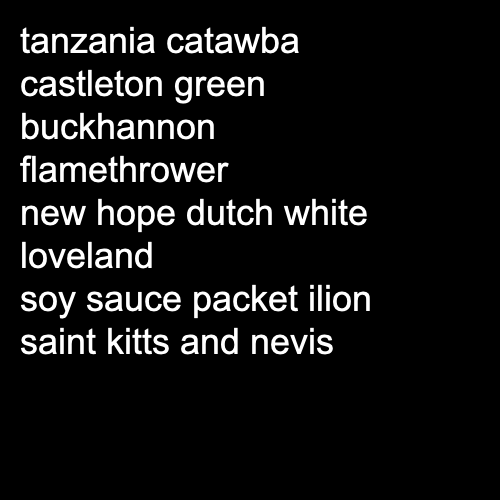 tanzania catawba
castleton green
buckhannon
flamethrower
new hope dutch white
loveland
soy sauce packet ilion
saint kitts and nevis